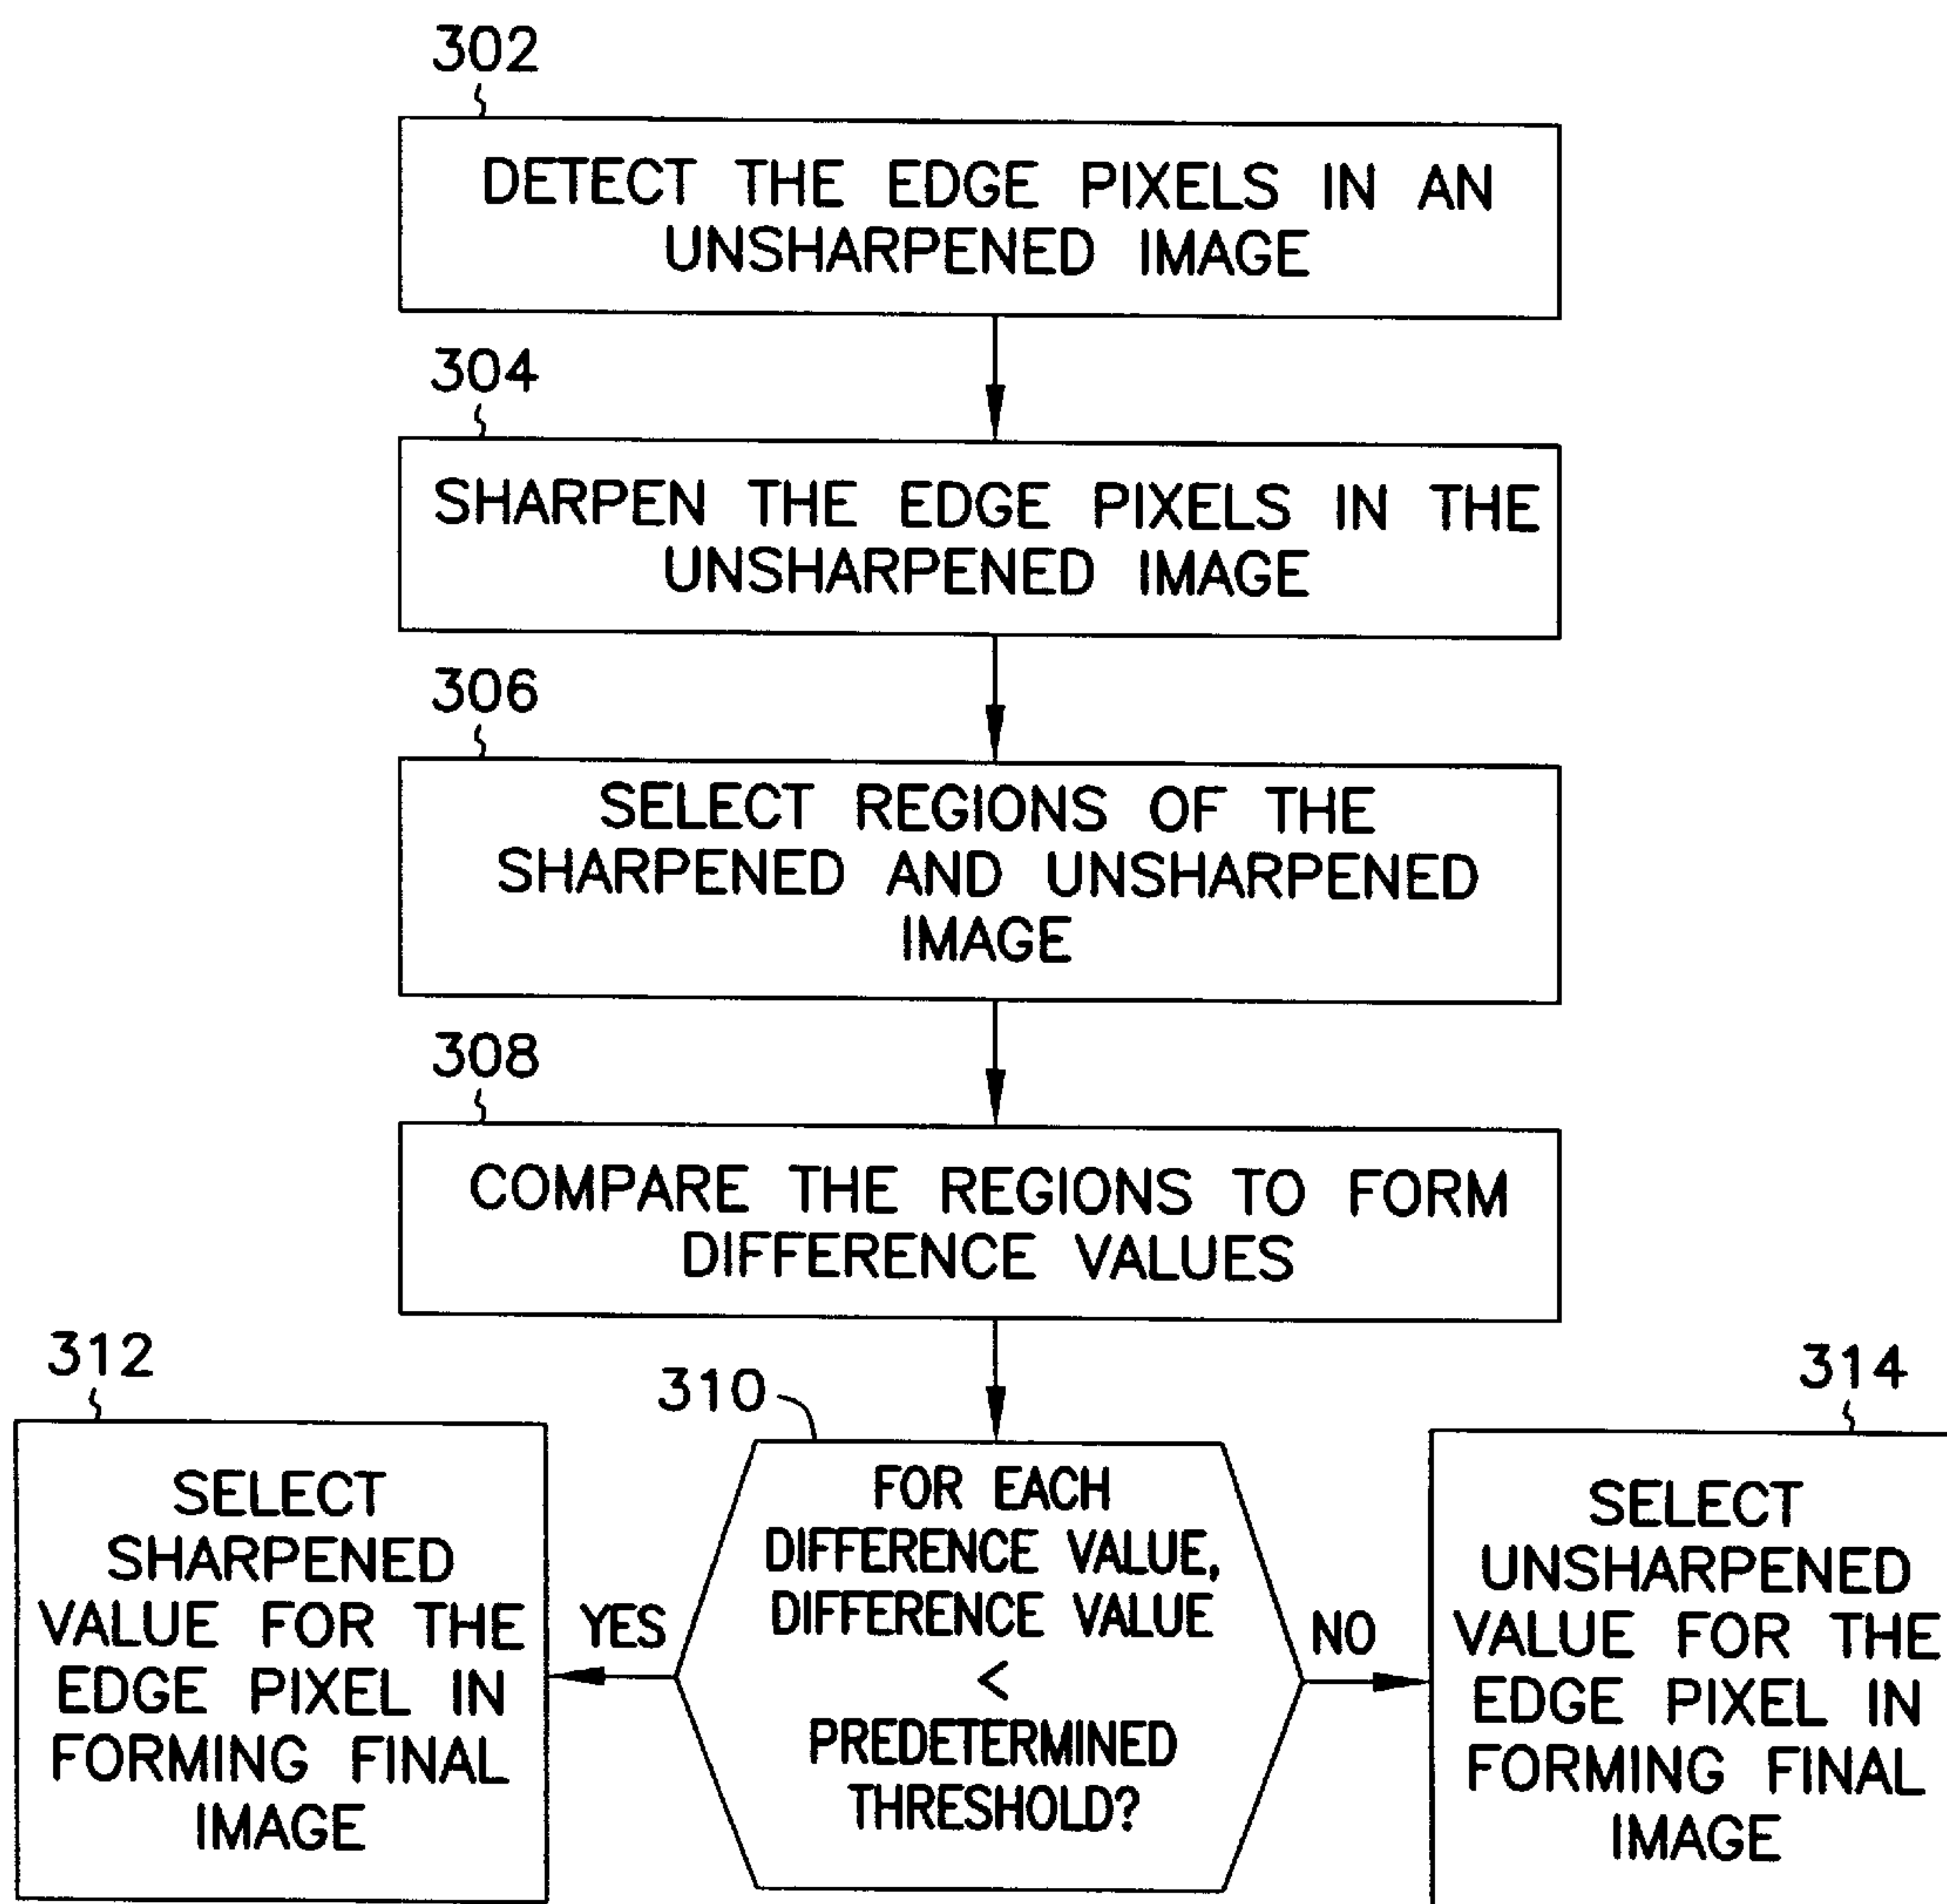 302
DETECT THE EDGE PIXELS IN AN
UNSHARPENED IMAGE
304
SHARPEN THE EDGE PIXELS IN THE
UNSHARPENED IMAGE
306
SELECT REGIONS OF THE
SHARPENED AND UNSHARPENED
IMAGE
308
COMPARE THE REGIONS TO FORM
DIFFERENCE VALUES
312
SELECT
SHARPENED
VALUE FOR THE
EDGE PIXEL IN
FORMING FINAL
IMAGE
YES
310
FOR EACH
DIFFERENCE VALUE,
DIFFERENCE VALUE
<
PREDETERMINED
THRESHOLD?
NO
314
SELECT
UNSHARPENED
VALUE FOR THE
EDGE PIXEL IN
FORMING FINAL
IMAGE